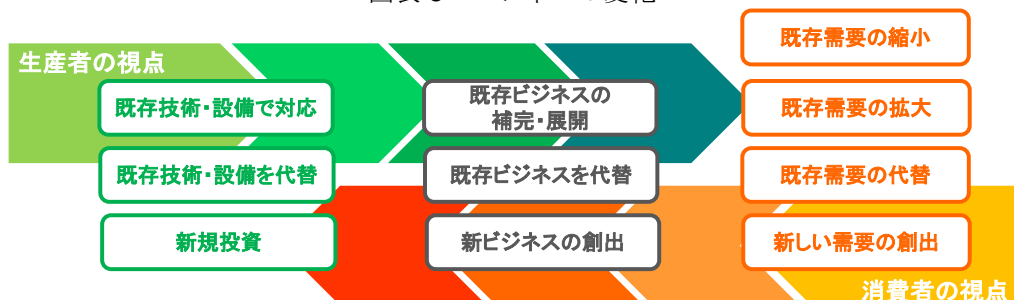 生産者の視点
既存技術・設備で対応
既存技術・設備を代替
新規投資
既存ビジネスの
補完・展開
既存ビジネスを代替
新ビジネスの創出
既存需要の縮小
既存需要の拡大
既存需要の代替
新しい需要の創出
消費者の視点